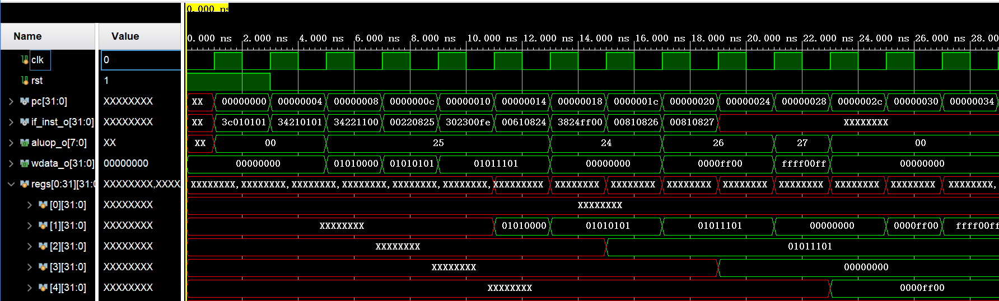 0.000 ns
Name Value 0.000 ns 2.000 ns 4.000 ns 6.000 ns 8.000 ns 10.000 ns 12.000 ns 14.000 ns 16.000 ns 18.000 ns 20.000 ns 22.000 ns 24.000 ns 26.000 ns 28.00
clk 0
rst 1
pc[31:0] XXXXXXXX XX 00000000 00000004 00000008 0000000c 00000010 00000014 00000018 0000001c 00000020 00000024 00000028 0000002c 00000030 00000034
if_inst_o[31:0] XXXXXXXX XX 3c010101 34210101 34221100 00220825 302300fe 00610824 3824ff00 00810826 00810827 XXXXXXXX
aluop_o[7:0] XX XX 00 25 24 26 27 00
wdata_o[31:0] 00000000 00000000 01010000 01010101 01011101 00000000 0000ff00 ffff00ff 00000000
regs[0:31][31:0 XXXXXXXX,XXXX XXXXXXXX,XXXXXXXX,XXXXXXXX,XXXXXXXX,XXXXXXXX,XXXXXXXX, XXXXXXXX XXXXXXXX XXXXXXXX XXXXXXXX XXXXXXXX XXXXXXXX XXXXXXXX XXXXXXXX XXXXXXXX,
[0][31:0] XXXXXXXX XXXXXXXX
[1][31:0] XXXXXXXX XXXXXXXX 01010000 01010101 01011101 00000000 0000ff00 ffff00ff
[2][31:0] XXXXXXXX XXXXXXXX 01011101
[3][31:0] XXXXXXXX XXXXXXXX 00000000
[4][31:0] XXXXXXXX XXXXXXXX 0000ff00